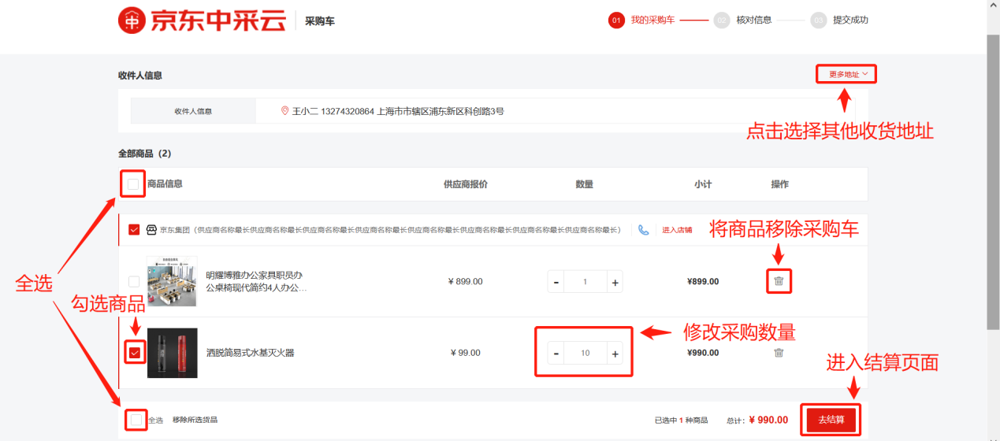 京东中采云 采购车
01 我的采购车 02 核对信息 03 提交成功
收件人信息 更多地址
收件人信息 王小二 13274320864 上海市市辖区浦东新区科创路3号
点击选择其他收货地址
全部商品（2）
商品信息 供应商报价 数量 小计 操作
京东集团（供应商名称最长供应商名称最长供应商名称最长供应商名称最长供应商名称最长供应商名称最长供应商名称最长供应商名称最长） 进入店铺
将商品移除采购车
明耀博雅办公家具职员办
公桌椅现代简约4人办公...
¥ 899.00 - 1 + ¥899.00
全选
勾选商品
洒脱简易式水基灭火器 ¥ 99.00 - 10 + ¥990.00
修改采购数量
进入结算页面
全选 移除所选货品 已选中 1 种商品 总计: ¥ 990.00 去结算